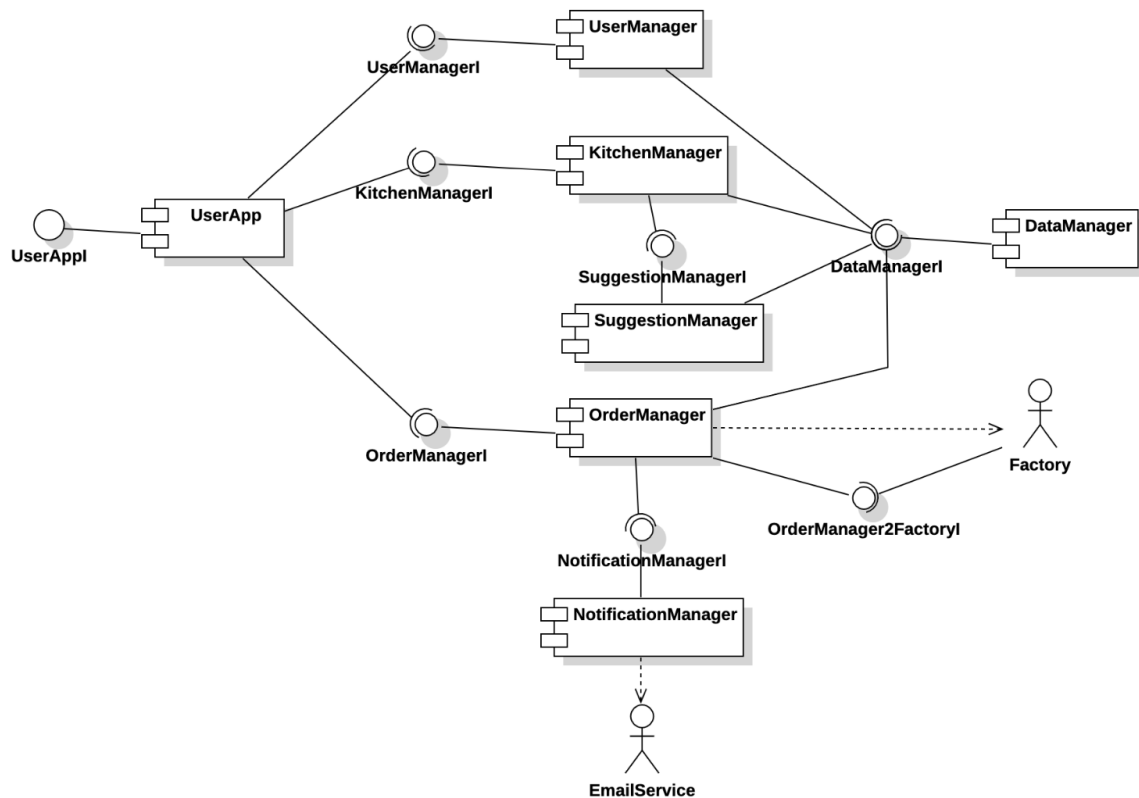 UserManager
UserManagerI
KitchenManager
KitchenManagerI
UserApp
UserAppI
DataManager
DataManagerI
SuggestionManagerI
SuggestionManager
OrderManager
OrderManagerI
Factory
OrderManager2FactoryI
NotificationManagerI
NotificationManager
EmailService